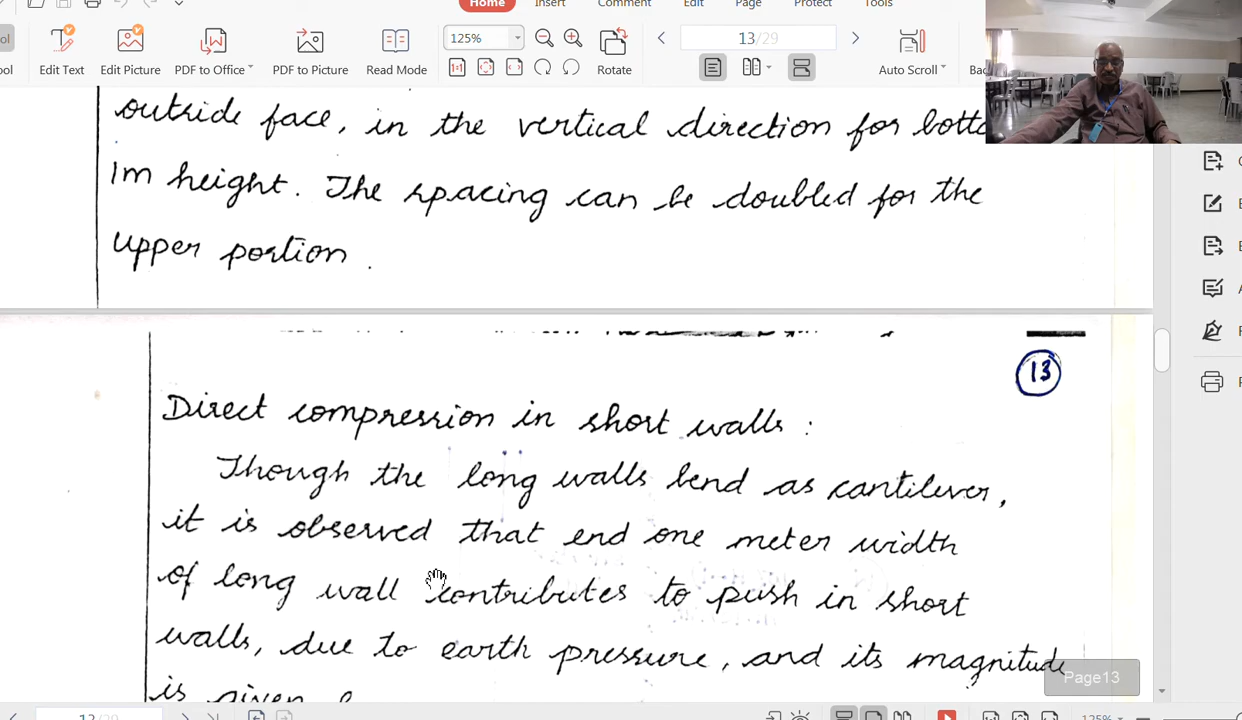 Home Insert Comment Edit Page Protect Tools
125% 13/29
Edit Text Edit Picture PDF to Office PDF to Picture Read Mode Rotate Auto Scroll
outside face, in the vertical direction for
1m height. The spacing can be doubled for the
upper portion.
13
Direct compression in short walls:
Though the long walls bend as cantilever,
it is observed that end one meter width
of long wall contributes to push in short
walls, due to earth pressure, and its magnitude
is given
Page13